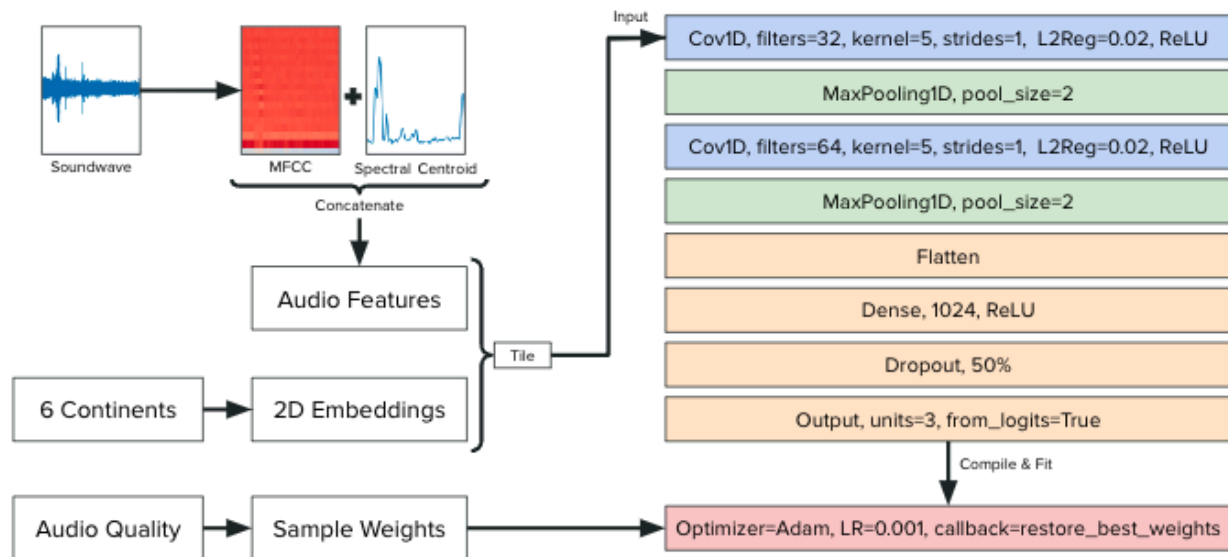 Input
Cov1D, filters=32, kernel=5, strides=1, L2Reg=0.02, ReLU
MaxPooling1D, pool_size=2
Cov1D, filters=64, kernel=5, strides=1, L2Reg=0.02, ReLU
MaxPooling1D, pool_size=2
Flatten
Dense, 1024, ReLU
Dropout, 50%
Output, units=3, from_logits=True
Compile & Fit
Optimizer=Adam, LR=0.001, callback=restore_best_weights
Soundwave
MFCC
Spectral Centroid
Concatenate
Audio Features
Tile
6 Continents
2D Embeddings
Audio Quality
Sample Weights